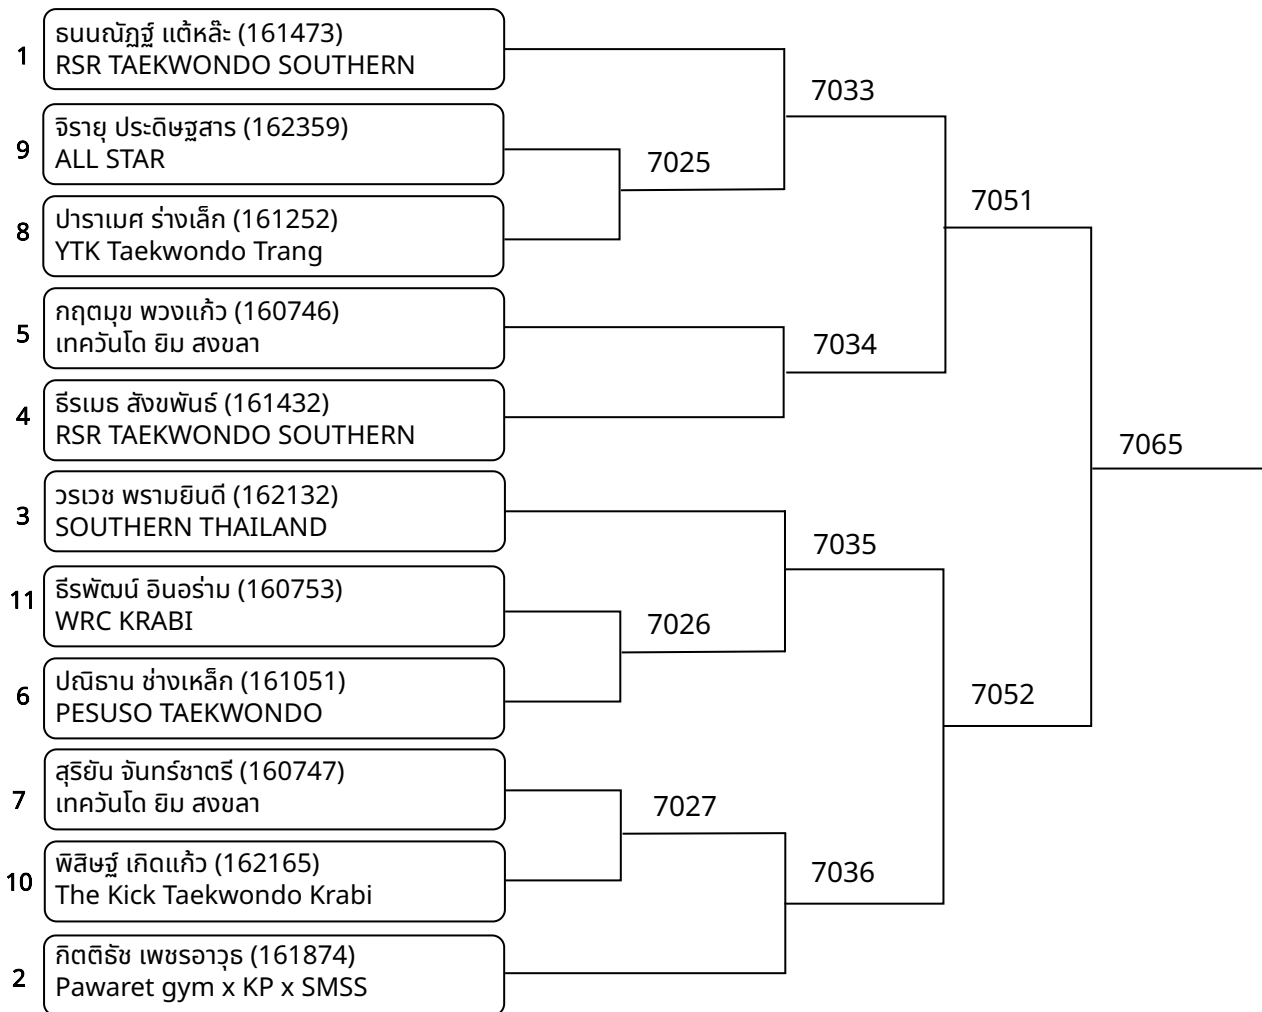 1
ธนนณัฏฐ์ แต้หล๊ะ (161473)
RSR TAEKWONDO SOUTHERN
7033
9
จิรายุ ประดิษฐสาร (162359)
ALL STAR
7025
8
ปาราเมศ ร่างเล็ก (161252)
YTK Taekwondo Trang
7051
5
กฤตมุข พวงแก้ว (160746)
เทควันโด ยิม สงขลา
7034
4
ธีรเมธ สังขพันธ์ (161432)
RSR TAEKWONDO SOUTHERN
7065
3
วรเวช พรามยินดี (162132)
SOUTHERN THAILAND
7035
11
ธีรพัฒน์ อินอร่าม (160753)
WRC KRABI
7026
6
ปณิธาน ช่างเหล็ก (161051)
PESUSO TAEKWONDO
7052
7
สุริยัน จันทร์ชาตรี (160747)
เทควันโด ยิม สงขลา
7027
10
พิสิษฐ์ เกิดแก้ว (162165)
The Kick Taekwondo Krabi
7036
2
กิตติธัช เพชรอาวุธ (161874)
Pawaret gym x KP x SMSS